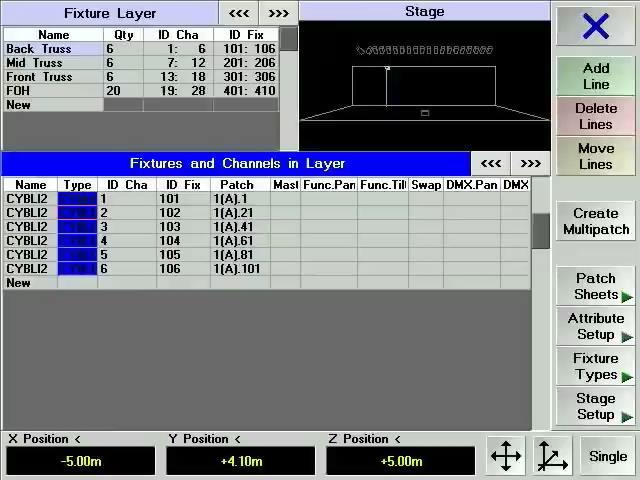 Fixture Layer <<< >>> Stage
Name Qty ID Cha ID Fix
Back Truss 6 1: 6 101: 106
Mid Truss 6 7: 12 201: 206
Front Truss 6 13: 18 301: 306
FOH 20 19: 28 401: 410
New
Add
Line
Delete
Lines
Move
Lines
Fixtures and Channels in Layer <<< >>>
Name Type ID Cha ID Fix Patch Mast Func.Pan Func.Tilt Swap DMX.Pan DMX
CYBLI2 1 101 1(A).1
CYBLI2 2 102 1(A).21
CYBLI2 3 103 1(A).41
CYBLI2 4 104 1(A).61
CYBLI2 5 105 1(A).81
CYBLI2 6 106 1(A).101
New
Create
Multipatch
Patch
Sheets
Attribute
Setup
Fixture
Types
Stage
Setup
X Position < Y Position < Z Position <
-5.00m +4.10m +5.00m Single